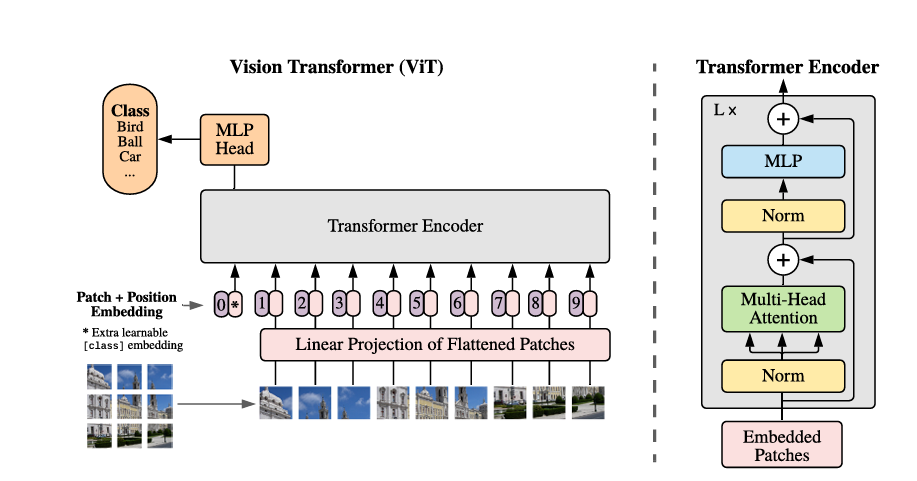 Vision Transformer (ViT)
Class
Bird
Ball
Car
...
MLP
Head
Transformer Encoder
Patch + Position
Embedding
0 * 1 2 3 4 5 6 7 8 9
* Extra learnable
[class] embedding
Linear Projection of Flattened Patches
Transformer Encoder
L ×
+
MLP
Norm
+
Multi-Head
Attention
Norm
Embedded
Patches